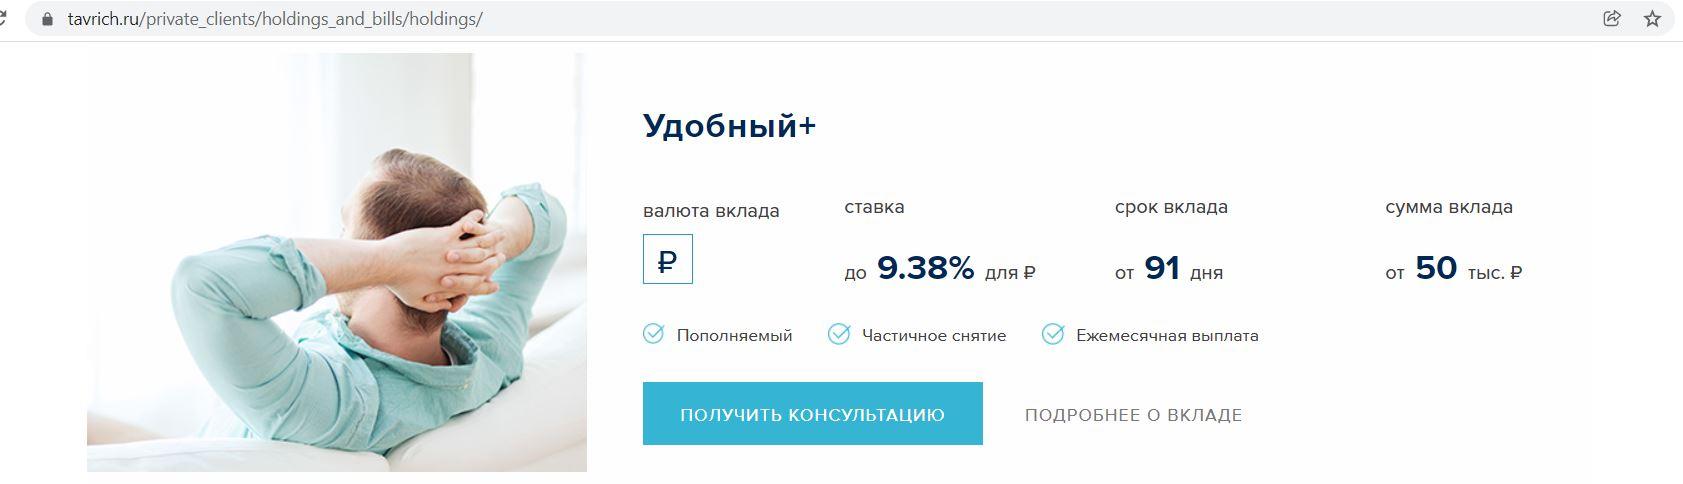 tavrich.ru/private_clients/holdings_and_bills/holdings/
Удобный+
валюта вклада ставка срок вклада сумма вклада
₽ до 9.38% для ₽ от 91 дня от 50 тыс. ₽
Пополняемый Частичное снятие Ежемесячная выплата
ПОЛУЧИТЬ КОНСУЛЬТАЦИЮ ПОДРОБНЕЕ О ВКЛАДЕ